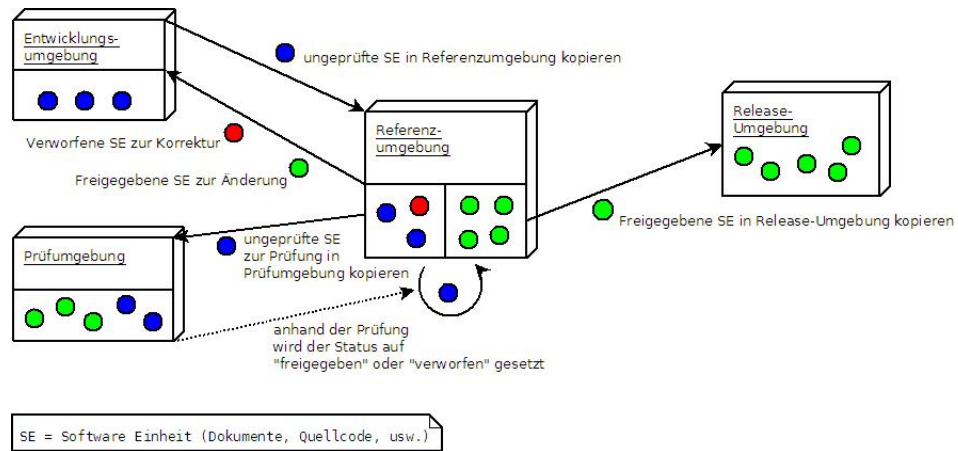 Entwicklungs-
umgebung
ungeprüfte SE in Referenzumgebung kopieren
Verworfene SE zur Korrektur
Freigegebene SE zur Änderung
Referenz-
umgebung
Release-
Umgebung
Freigegebene SE in Release-Umgebung kopieren
Prüfumgebung
ungeprüfte SE
zur Prüfung in
Prüfumgebung kopieren
anhand der Prüfung
wird der Status auf
"freigegeben" oder "verworfen" gesetzt
SE = Software Einheit (Dokumente, Quellcode, usw.)